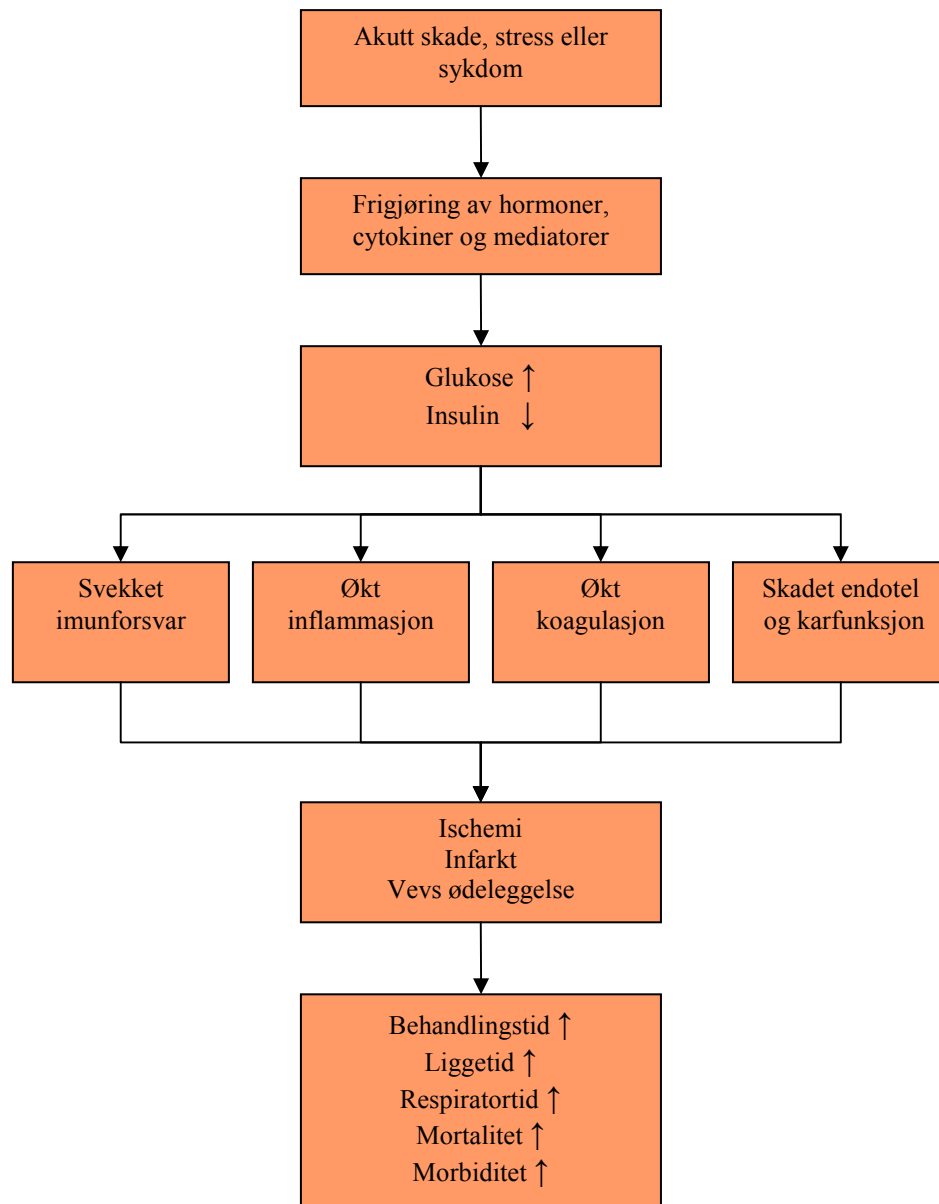 Akutt skade, stress eller
sykdom
Frigjøring av hormoner,
cytokiner og mediatorer
Glukose ↑
Insulin ↓
Svekket
imunforsvar
Økt
inflammasjon
Økt
koagulasjon
Skadet endotel
og karfunksjon
Ischemi
Infarkt
Vevs ødeleggelse
Behandlingstid ↑
Liggetid ↑
Respiratortid ↑
Mortalitet ↑
Morbiditet ↑